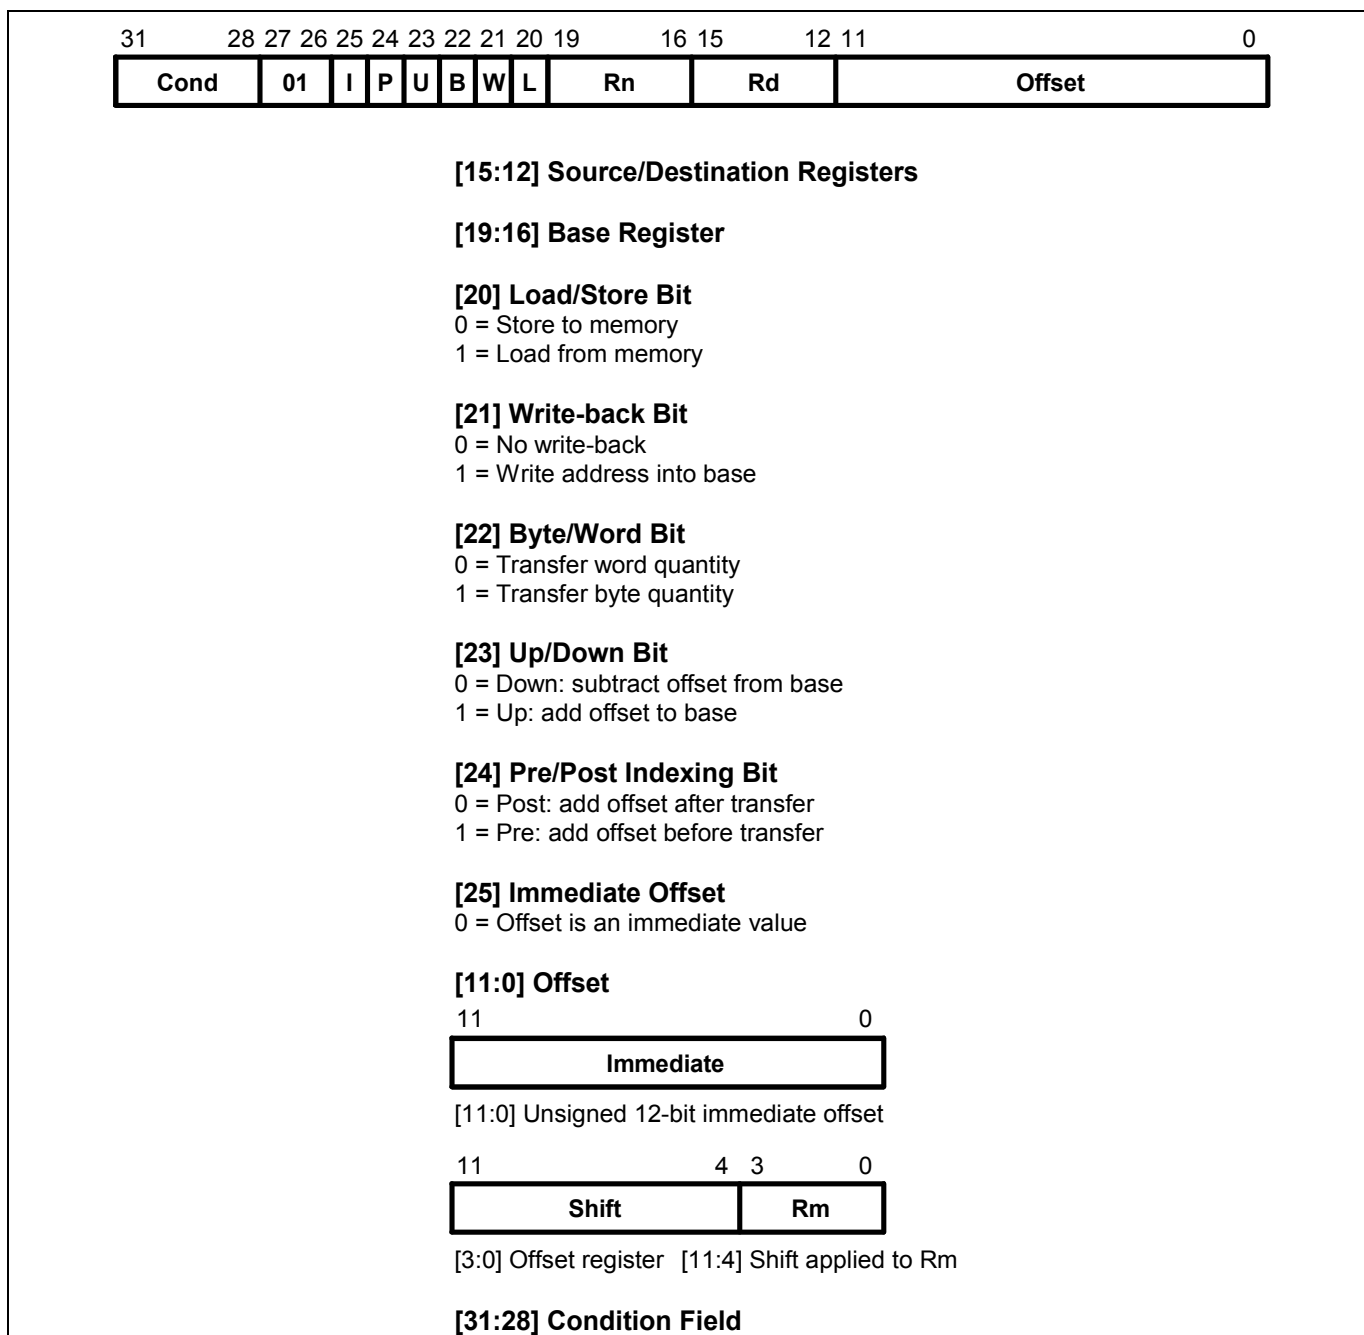 31 28 27 26 25 24 23 22 21 20 19 16 15 12 11 0
Cond 01 I P U B W L Rn Rd Offset
[15:12] Source/Destination Registers
[19:16] Base Register
[20] Load/Store Bit
0 = Store to memory
1 = Load from memory
[21] Write-back Bit
0 = No write-back
1 = Write address into base
[22] Byte/Word Bit
0 = Transfer word quantity
1 = Transfer byte quantity
[23] Up/Down Bit
0 = Down: subtract offset from base
1 = Up: add offset to base
[24] Pre/Post Indexing Bit
0 = Post: add offset after transfer
1 = Pre: add offset before transfer
[25] Immediate Offset
0 = Offset is an immediate value
[11:0] Offset
11 0
Immediate
[11:0] Unsigned 12-bit immediate offset
11 4 3 0
Shift Rm
[3:0] Offset register [11:4] Shift applied to Rm
[31:28] Condition Field